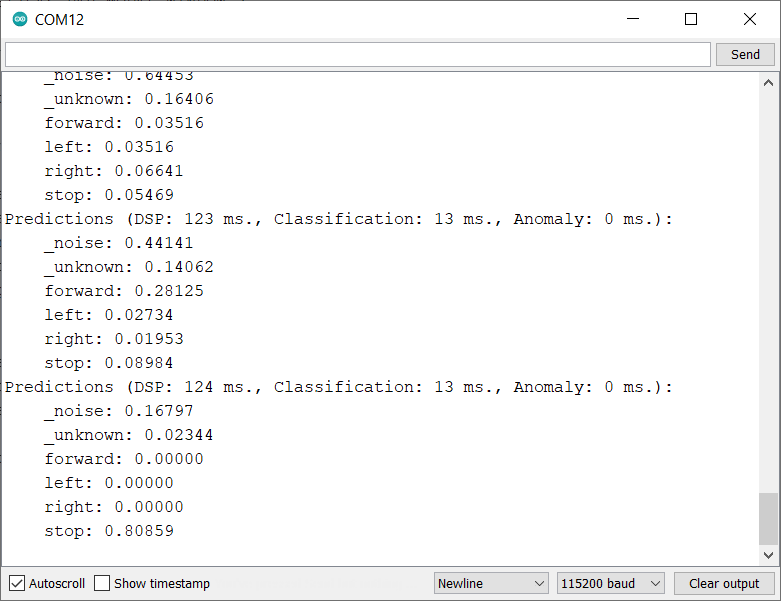 COM12
Send
_noise: 0.64453
_unknown: 0.16406
forward: 0.03516
left: 0.03516
right: 0.06641
stop: 0.05469
Predictions (DSP: 123 ms., Classification: 13 ms., Anomaly: 0 ms.):
_noise: 0.44141
_unknown: 0.14062
forward: 0.28125
left: 0.02734
right: 0.01953
stop: 0.08984
Predictions (DSP: 124 ms., Classification: 13 ms., Anomaly: 0 ms.):
_noise: 0.16797
_unknown: 0.02344
forward: 0.00000
left: 0.00000
right: 0.00000
stop: 0.80859
Autoscroll Show timestamp Newline 115200 baud Clear output